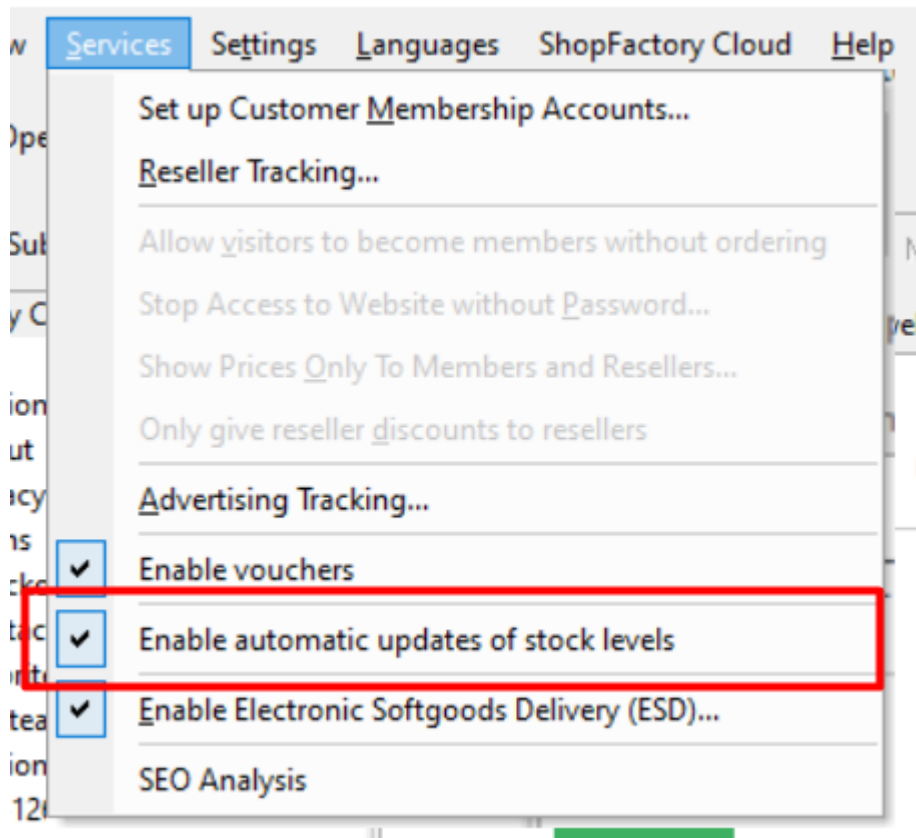 Services Settings Languages ShopFactory Cloud Help
Set up Customer Membership Accounts...
Reseller Tracking...
Allow visitors to become members without ordering
Stop Access to Website without Password...
Show Prices Only To Members and Resellers...
Only give reseller discounts to resellers
Advertising Tracking...
Enable vouchers
Enable automatic updates of stock levels
Enable Electronic Softgoods Delivery (ESD)...
SEO Analysis